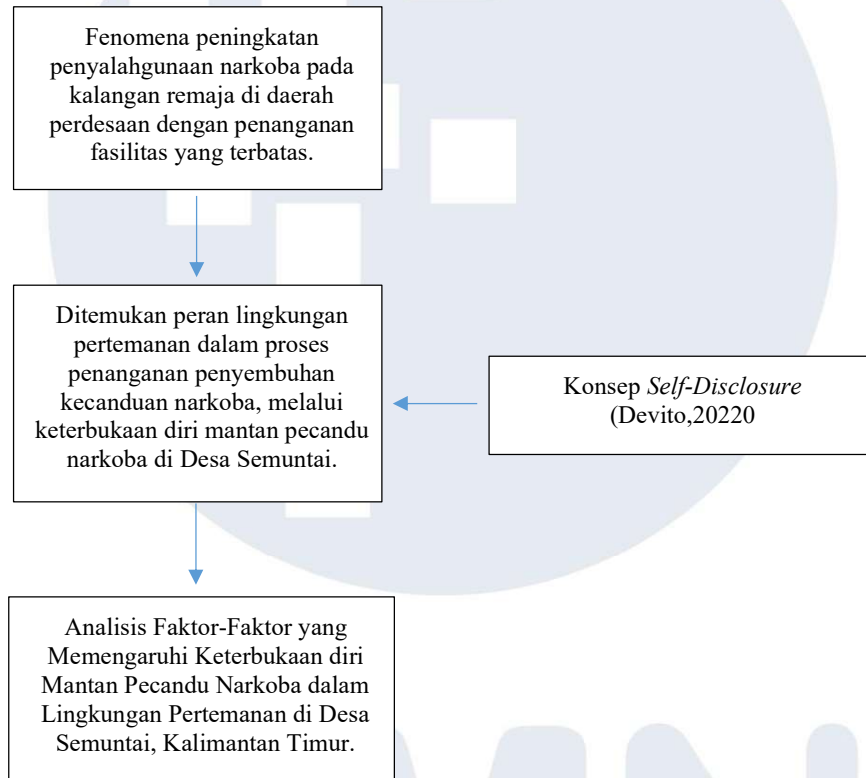 Fenomena peningkatan
penyalahgunaan narkoba pada
kalangan remaja di daerah
perdesaan dengan penanganan
fasilitas yang terbatas.
Ditemukan peran lingkungan
pertemanan dalam proses
penanganan penyembuhan
kecanduan narkoba, melalui
keterbukaan diri mantan pecandu
narkoba di Desa Semuntai.
Konsep Self-Disclosure
(Devito,20220
Analisis Faktor-Faktor yang
Memengaruhi Keterbukaan diri
Mantan Pecandu Narkoba dalam
Lingkungan Pertemanan di Desa
Semuntai, Kalimantan Timur.